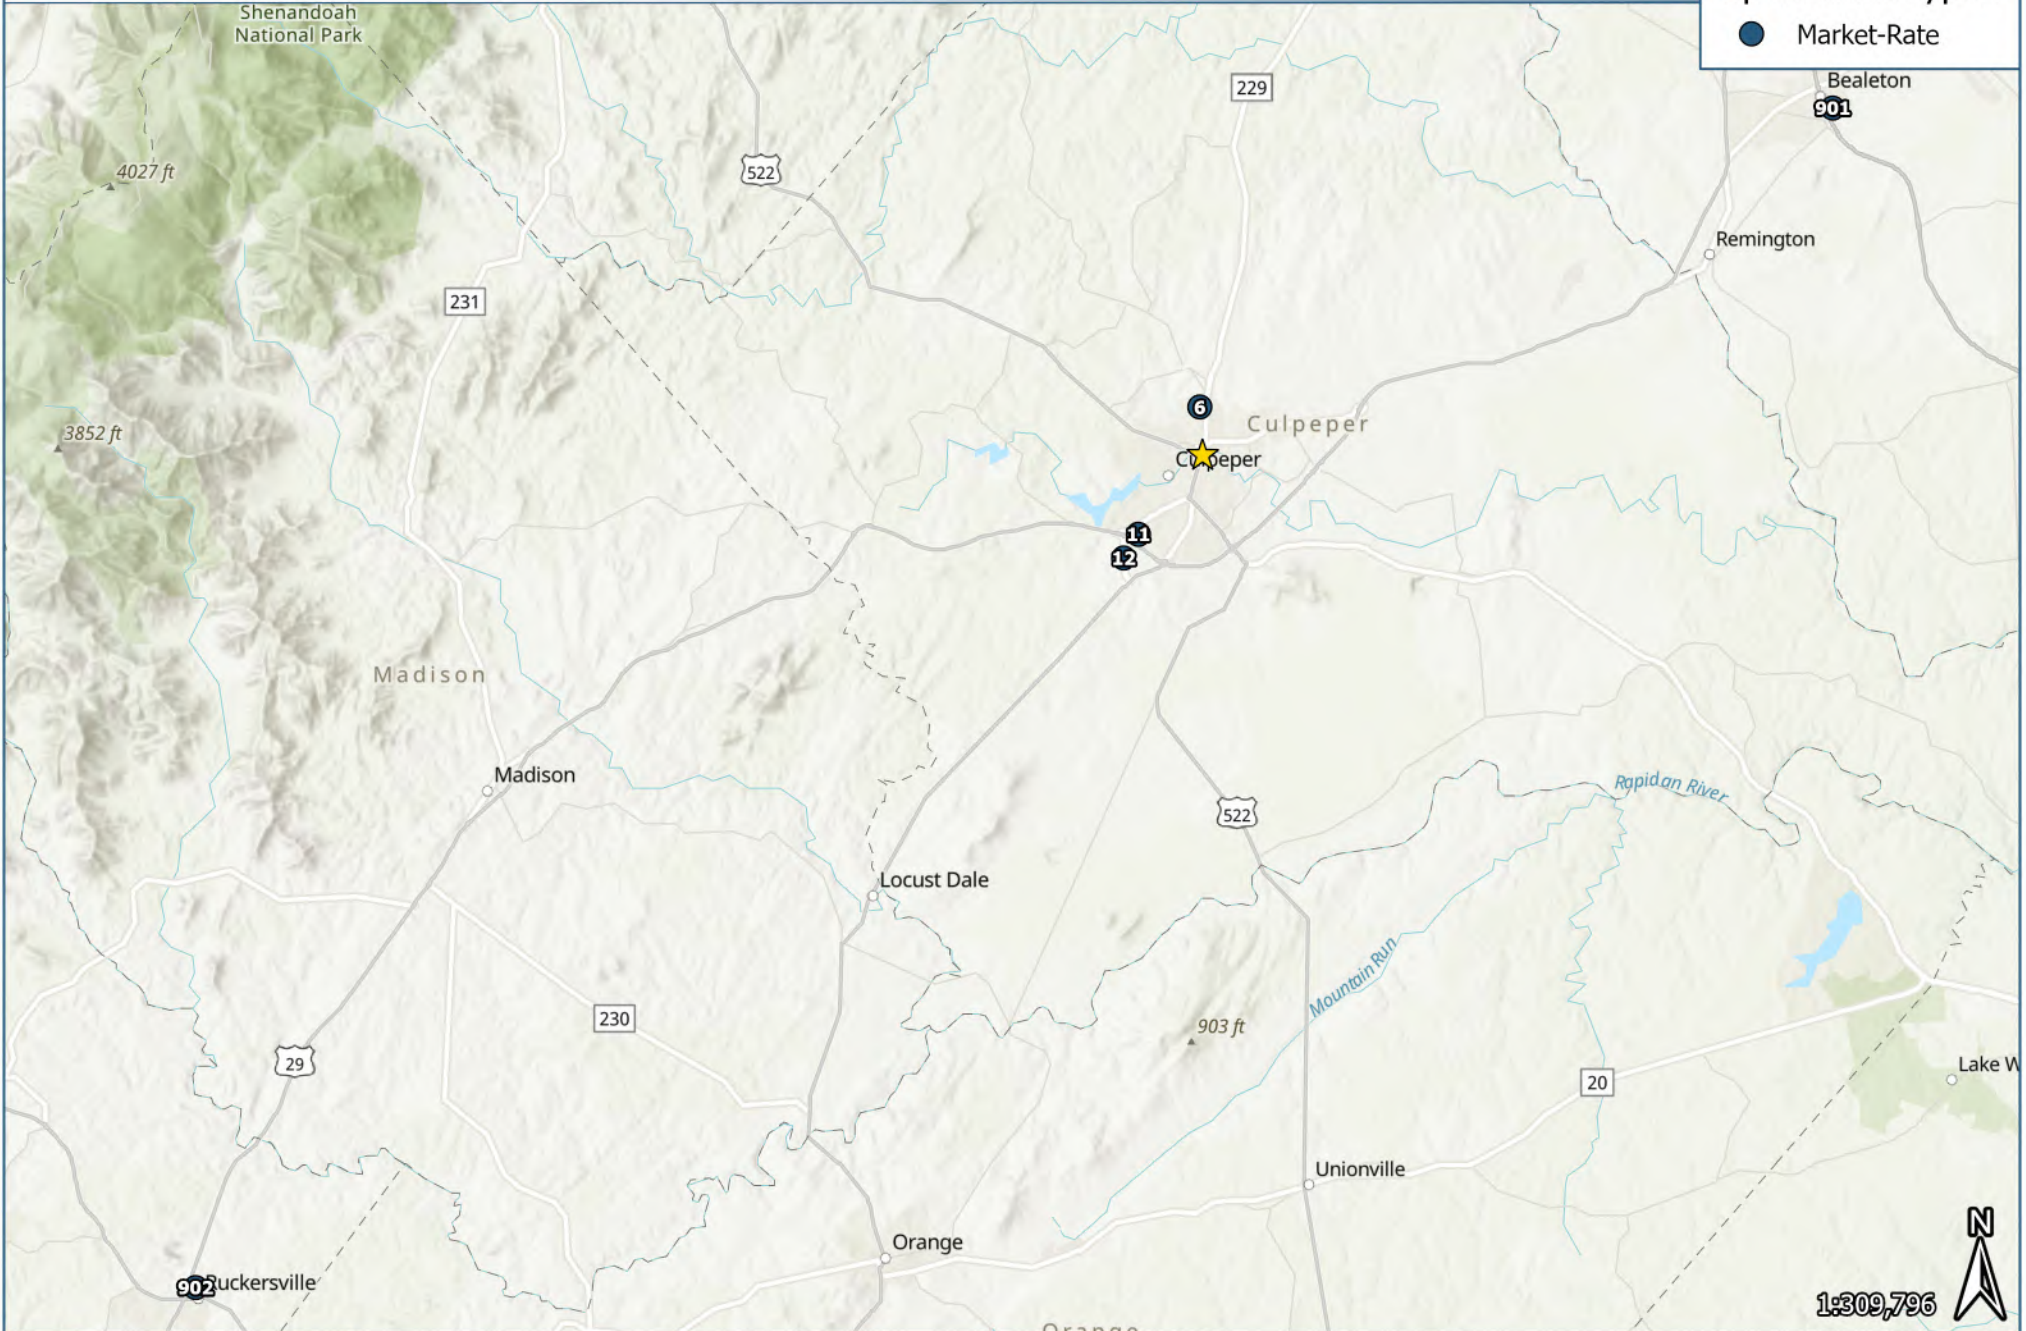 Shenandoah
National Park
Market-Rate
Bealeton
901
229
522
4027 ft
Remington
231
6
Culpeper
3852 ft
11
12
Madison
Madison
522
Rapidan River
Locust Dale
Mountain Run
230
903 ft
29
Lake W
20
Unionville
N
Orange
902
Ruckersville
1:309,796
Orange